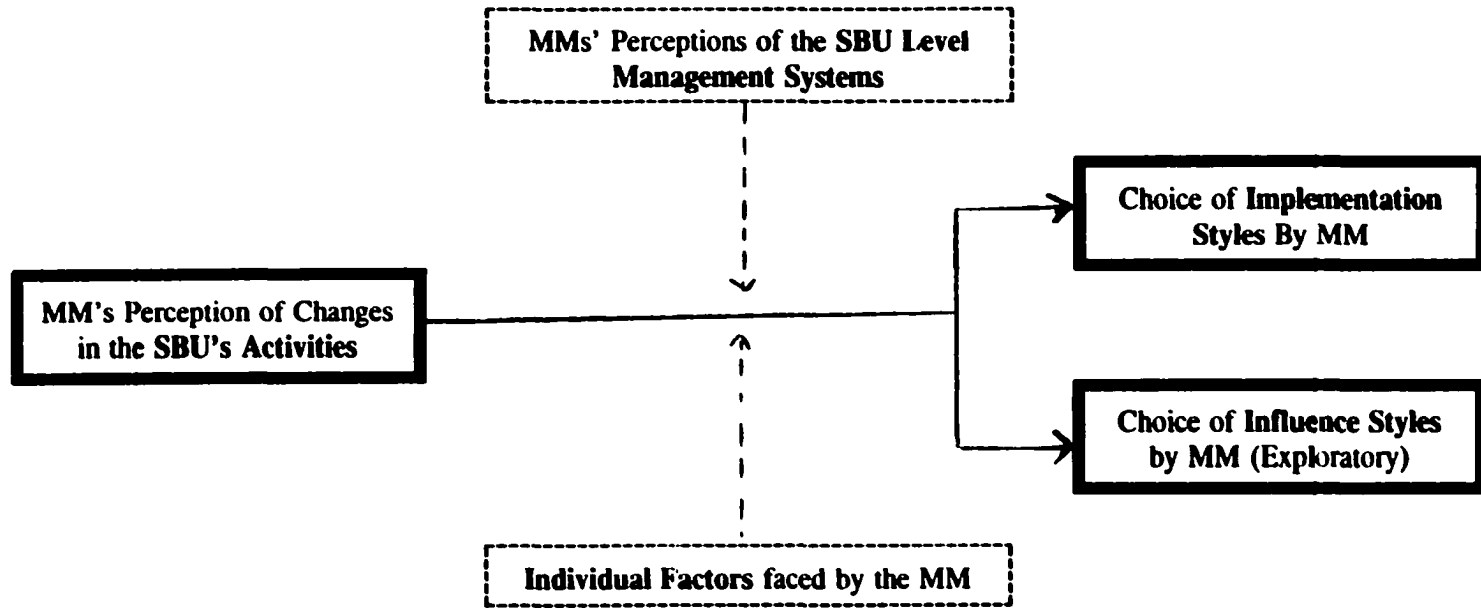 MMs' Perceptions of the SBU Level
Management Systems
Choice of Implementation
Styles By MM
MM's Perception of Changes
in the SBU's Activities
Choice of Influence Styles
by MM (Exploratory)
Individual Factors faced by the MM